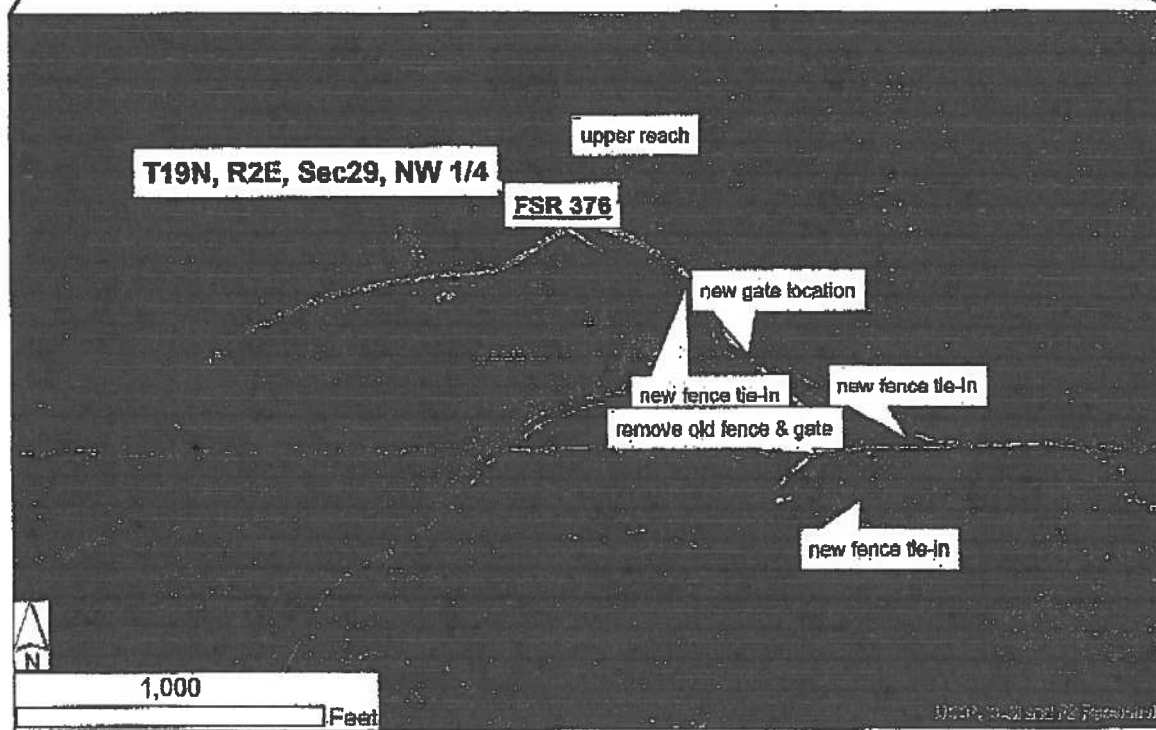 upper reach
T19N, R2E, Sec29, NW 1/4
FSR 376
new gate location
new fence tie-in
new fence tie-in
remove old fence & gate
new fence tie-in
N
1,000
Feet